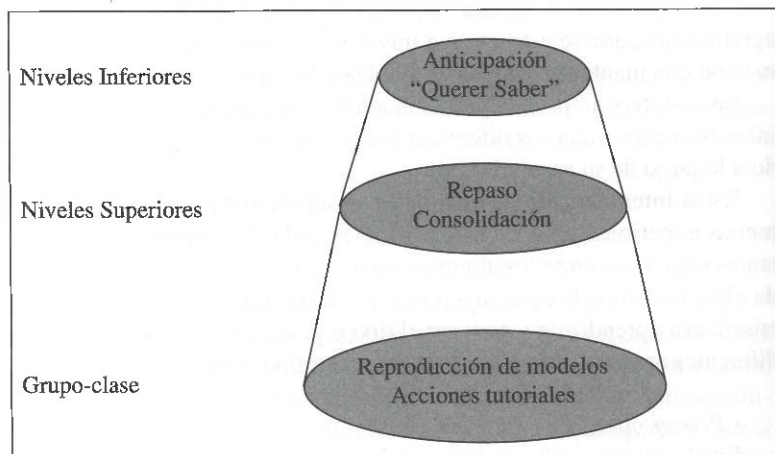 Anticipación
Niveles Inferiores
“Querer Saber”
Repaso
Niveles Superiores
Consolidación
Reproducción de modelos
Grupo-clase
Acciones tutoriales